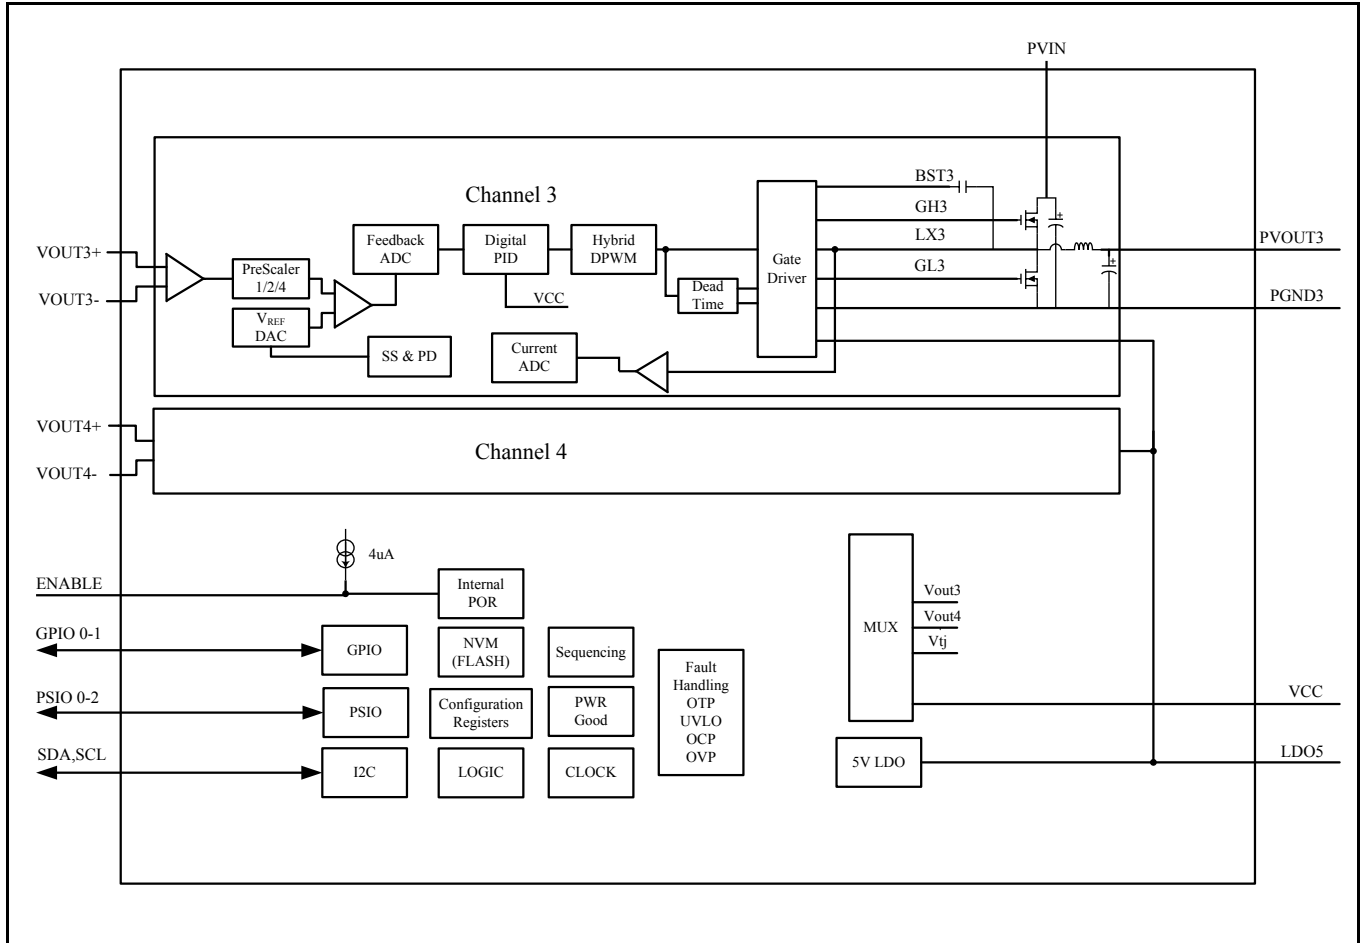 PVIN
Channel 3
BST3
GH3
LX3
GL3
VOUT3+
VOUT3-
PreScaler
1/2/4
VREF
DAC
Feedback
ADC
Digital
PID
VCC
Hybrid
DPWM
Dead
Time
Gate
Driver
SS & PD
Current
ADC
+
+
PVOUT3
PGND3
VOUT4+
VOUT4-
Channel 4
4uA
ENABLE
Internal
POR
GPIO 0-1
GPIO
NVM
(FLASH)
Sequencing
PSIO 0-2
PSIO
Configuration
Registers
PWR
Good
SDA,SCL
I2C
LOGIC
CLOCK
Fault
Handling
OTP
UVLO
OCP
OVP
MUX
Vout3
Vout4
Vtj
VCC
5V LDO
LDO5